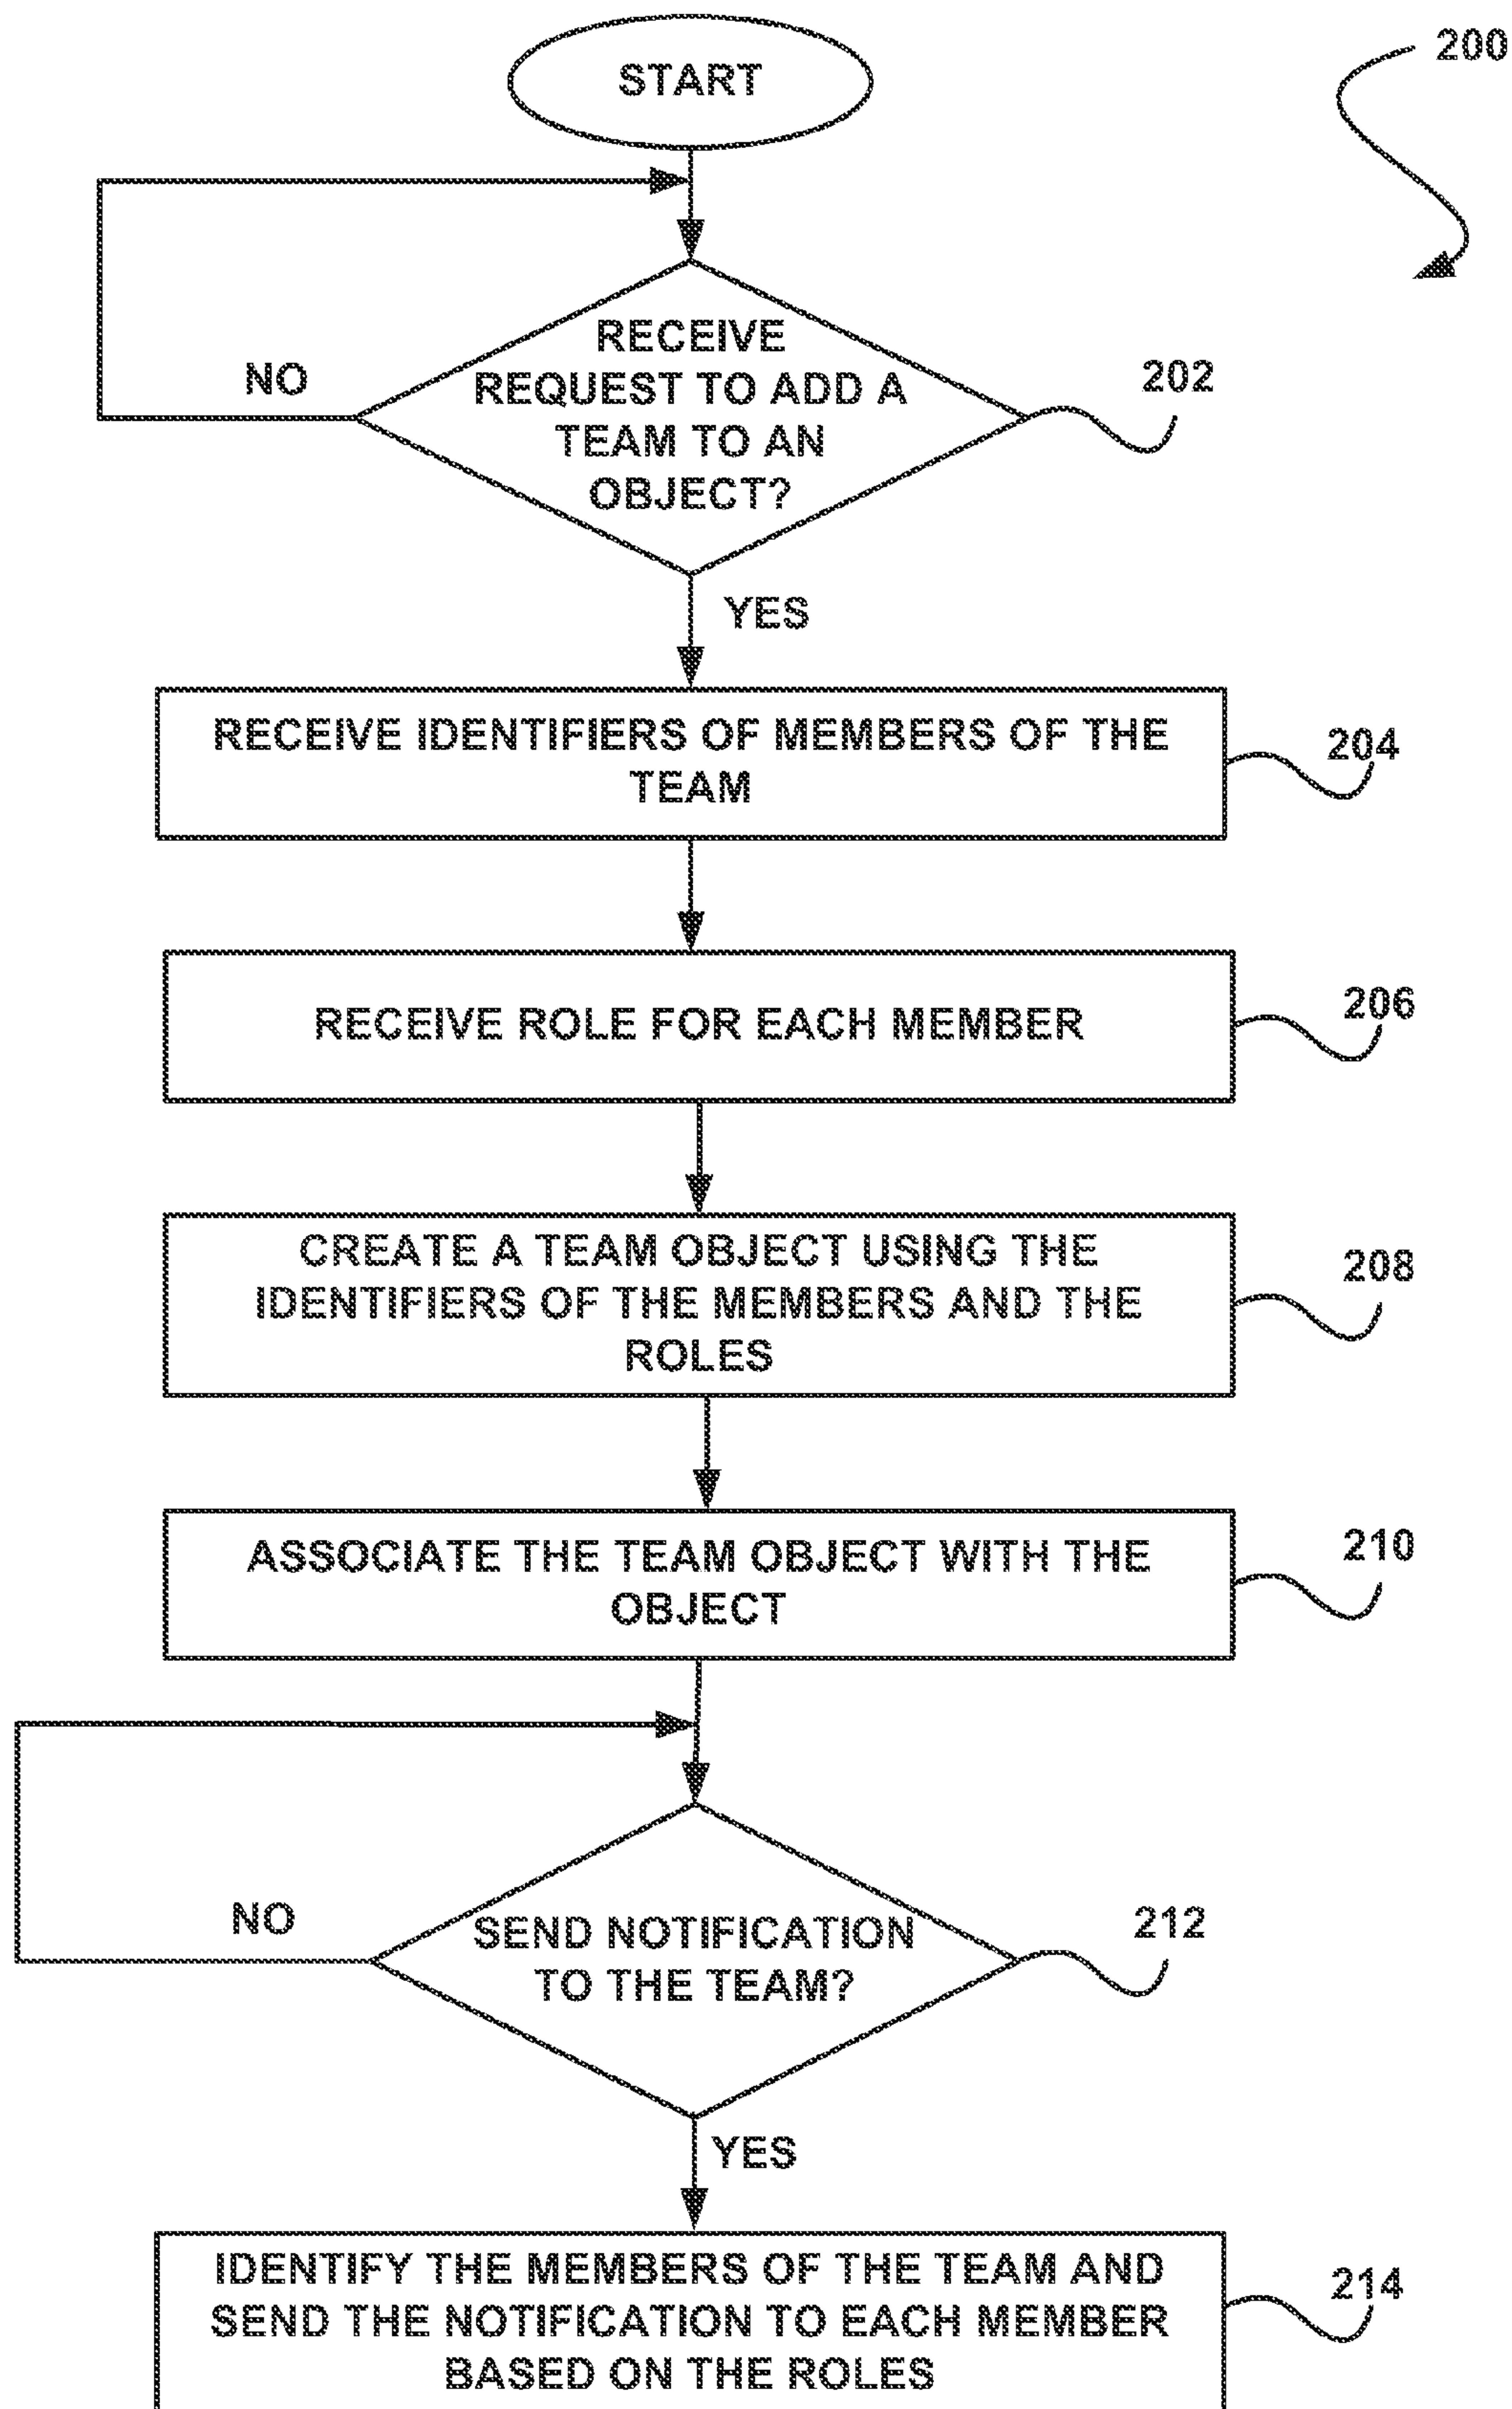 START
200
RECEIVE
REQUEST TO ADD A
TEAM TO AN
OBJECT?
NO
202
YES
RECEIVE IDENTIFIERS OF MEMBERS OF THE
TEAM
204
RECEIVE ROLE FOR EACH MEMBER
206
CREATE A TEAM OBJECT USING THE
IDENTIFIERS OF THE MEMBERS AND THE
ROLES
208
ASSOCIATE THE TEAM OBJECT WITH THE
OBJECT
210
NO
SEND NOTIFICATION
TO THE TEAM?
212
YES
IDENTIFY THE MEMBERS OF THE TEAM AND
SEND THE NOTIFICATION TO EACH MEMBER
BASED ON THE ROLES
214